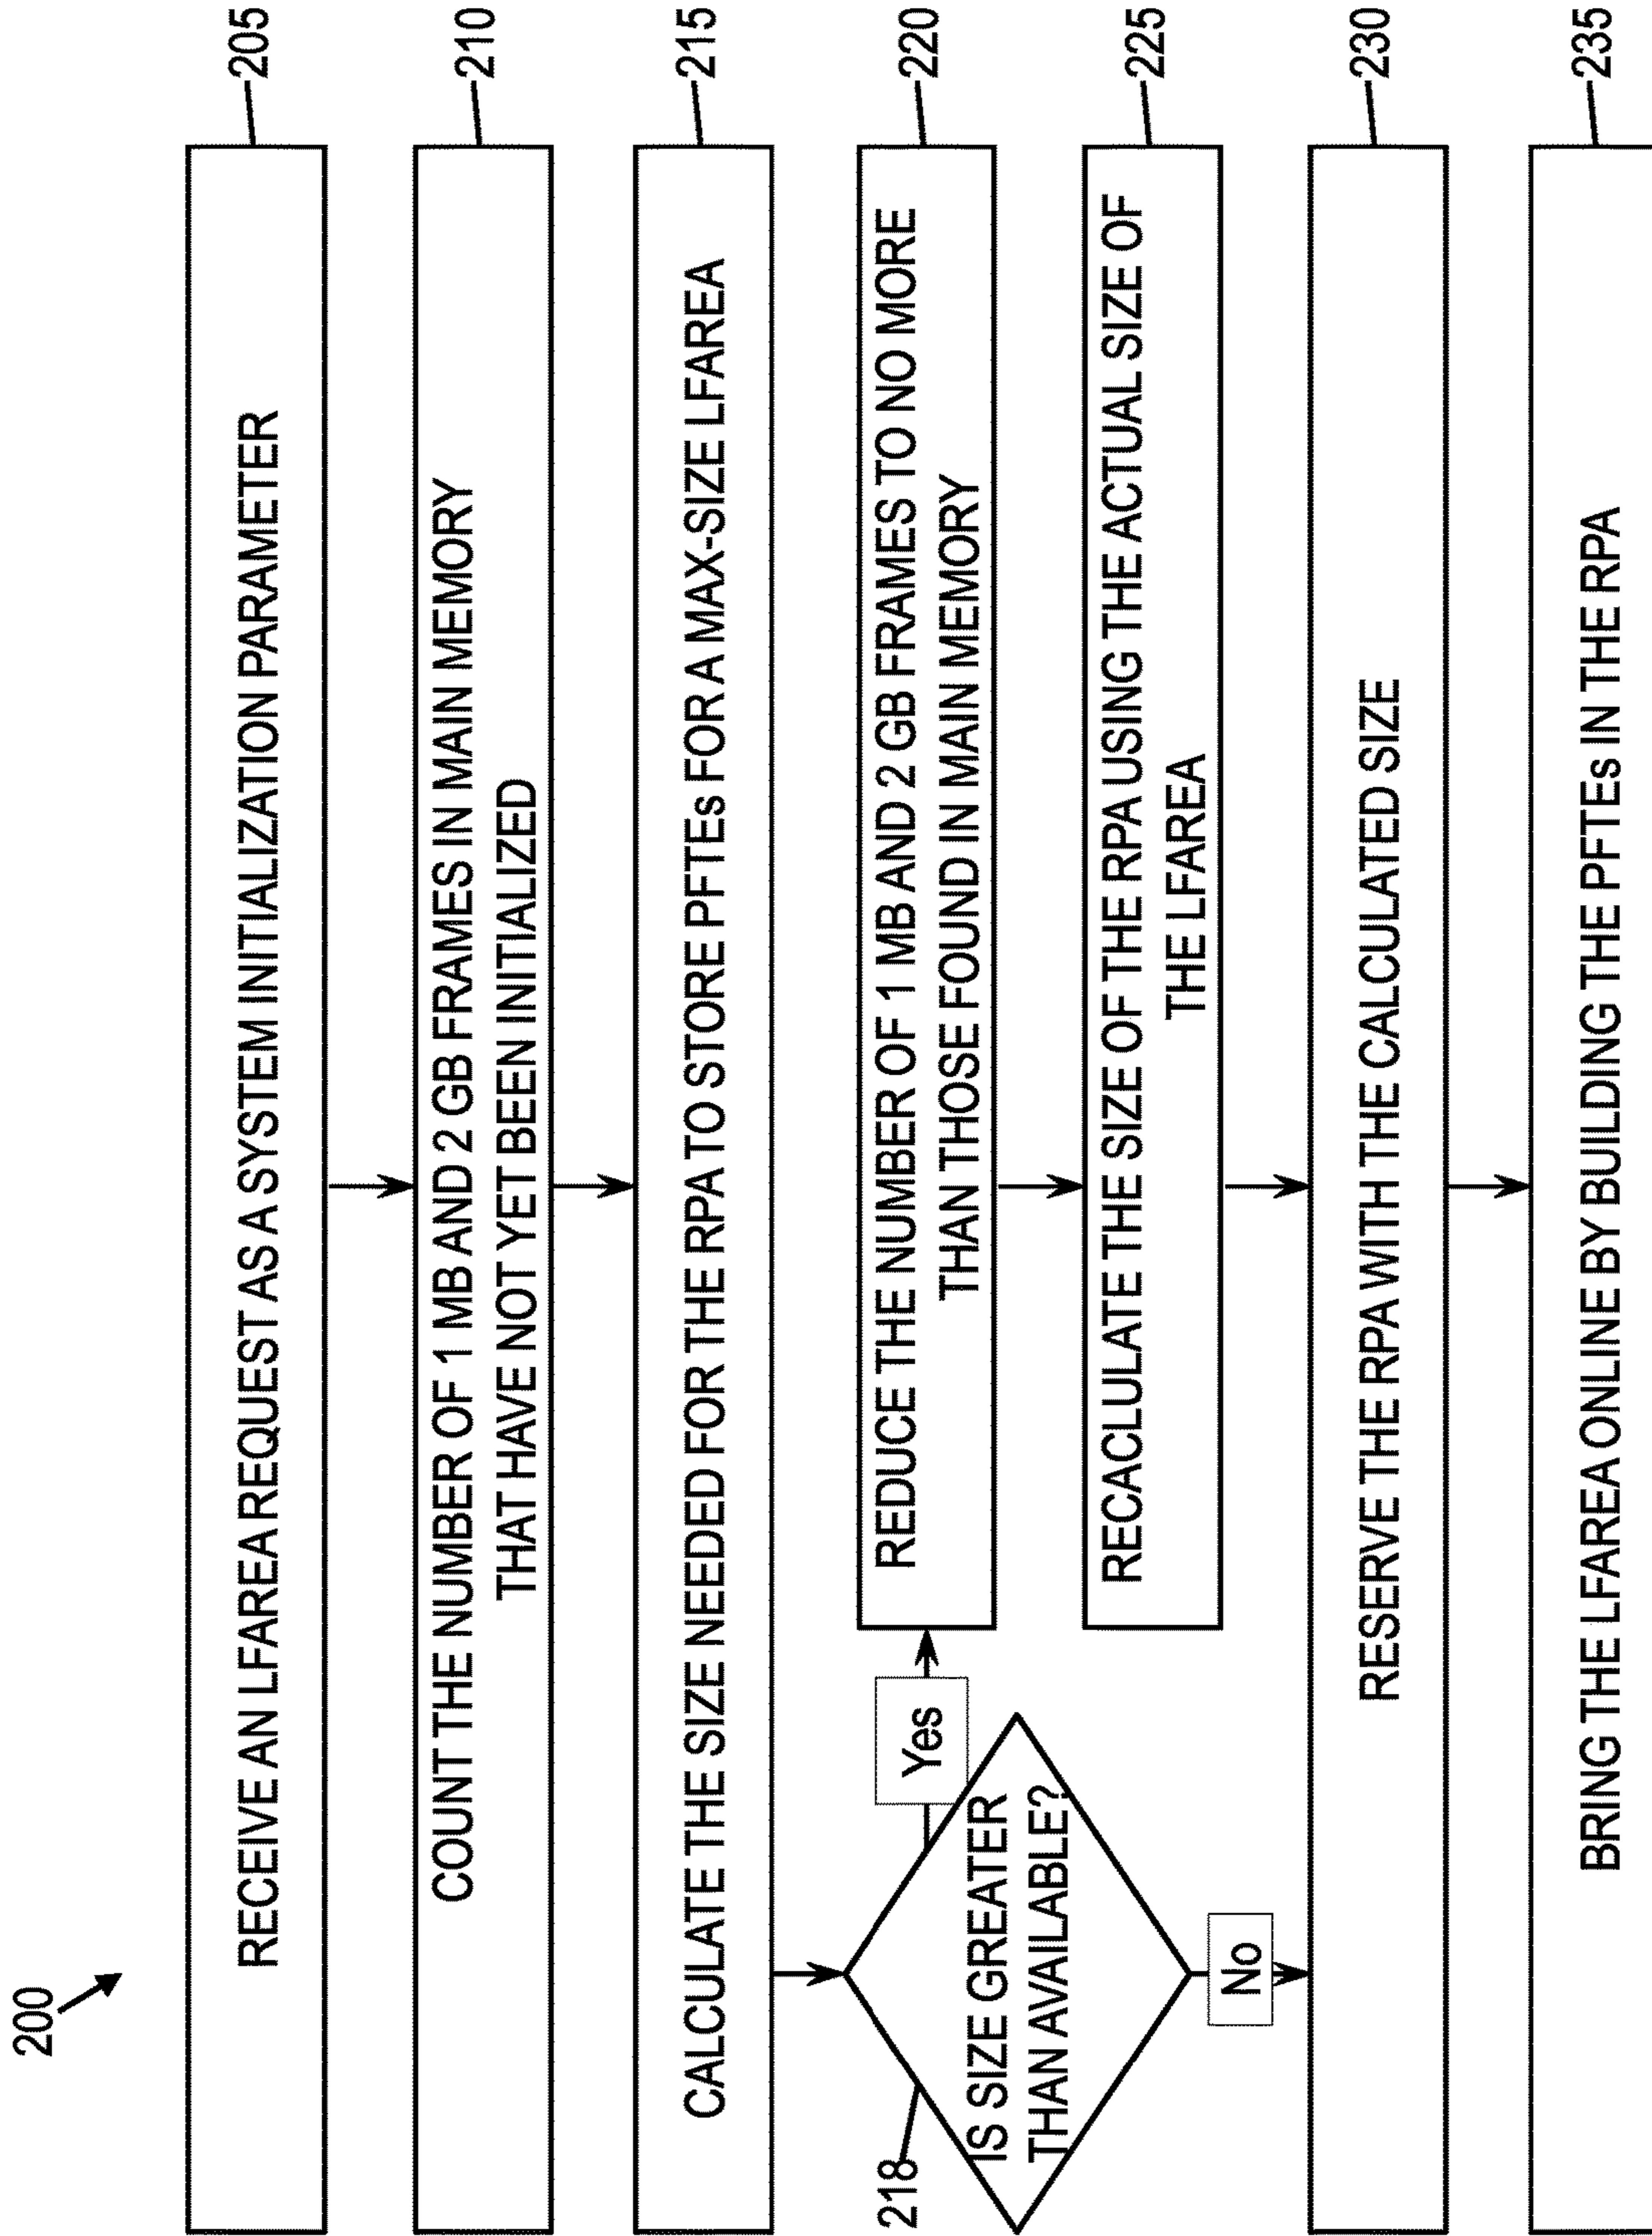 200
RECEIVE AN LFAREA REQUEST AS A SYSTEM INITIALIZATION PARAMETER
205
COUNT THE NUMBER OF 1 MB AND 2 GB FRAMES IN MAIN MEMORY
THAT HAVE NOT YET BEEN INITIALIZED
210
CALCULATE THE SIZE NEEDED FOR THE RPA TO STORE PFTEs FOR A MAX-SIZE LFAREA
215
218
IS SIZE GREATER
THAN AVAILABLE?
Yes
No
REDUCE THE NUMBER OF 1 MB AND 2 GB FRAMES TO NO MORE
THAN THOSE FOUND IN MAIN MEMORY
220
RECACLULATE THE SIZE OF THE RPA USING THE ACTUAL SIZE OF
THE LFAREA
225
RESERVE THE RPA WITH THE CALCULATED SIZE
230
BRING THE LFAREA ONLINE BY BUILDING THE PFTEs IN THE RPA
235